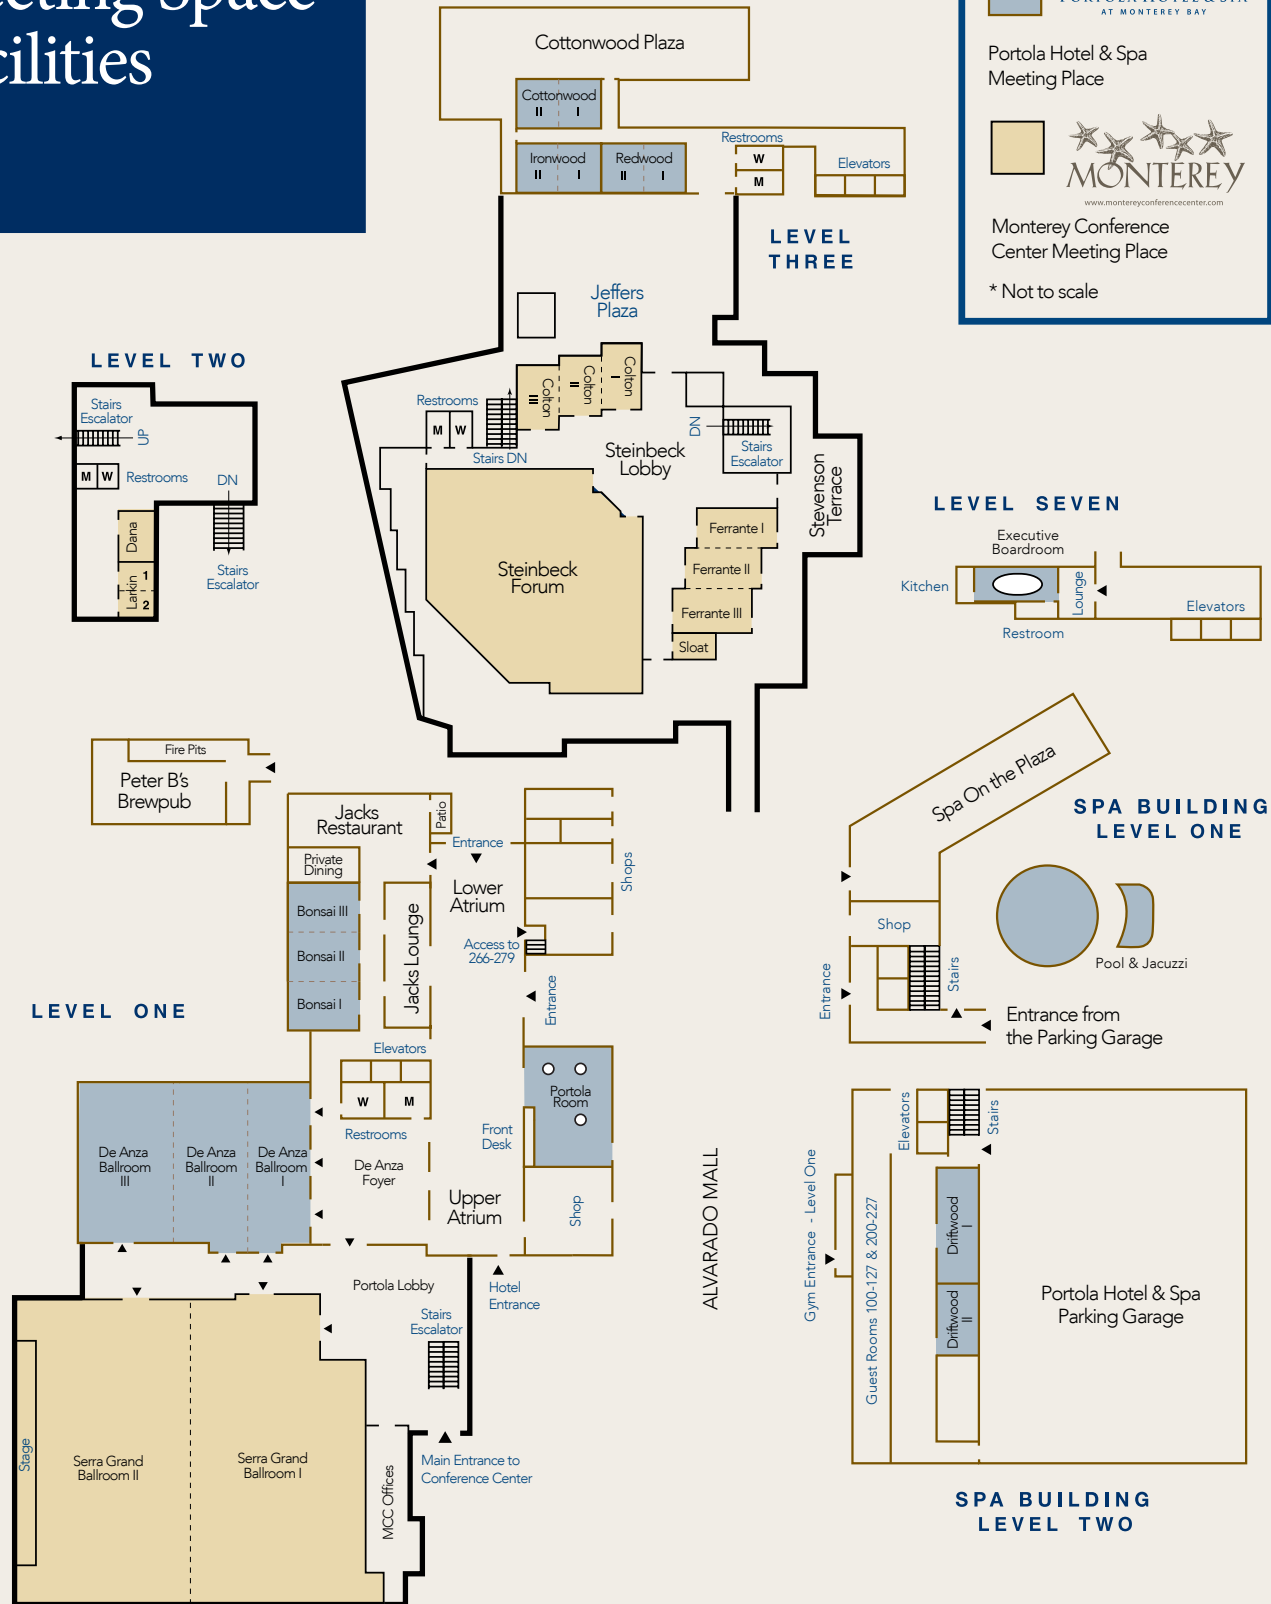 eeting Space
cilities
PORTOLA HOTEL & SPA
AT MONTEREY BAY
Portola Hotel & Spa
Meeting Place
MONTEREY
www.montereyconferencecenter.com
Monterey Conference
Center Meeting Place
* Not to scale
Cottonwood Plaza
Cottonwood
II I
Ironwood
II I
Redwood
II I
Restrooms
W
M
Elevators
LEVEL
THREE
Jeffers
Plaza
Colton
I
Colton
II
Colton
III
Restrooms
M W
Stairs DN
Steinbeck
Lobby
DN
Stairs
Escalator
Stevenson
Terrace
Steinbeck
Forum
Ferrante I
Ferrante II
Ferrante III
Sloat
LEVEL TWO
Stairs
Escalator
UP
M W
Restrooms
DN
Dana
Larkin
1
2
Stairs
Escalator
LEVEL SEVEN
Executive
Boardroom
Kitchen
Lounge
Elevators
Restroom
Fire Pits
Peter B's
Brewpub
Jacks
Restaurant
Patio
Entrance
Private
Dining
Lower
Atrium
Shops
Bonsai III
Bonsai II
Bonsai I
Jacks Lounge
Access to
266-279
Entrance
LEVEL ONE
Elevators
W M
Restrooms
Portola
Room
Front
Desk
De Anza
Ballroom
III
De Anza
Ballroom
II
De Anza
Ballroom
I
De Anza
Foyer
Upper
Atrium
Shop
Portola Lobby
Hotel
Entrance
Stairs
Escalator
Stage
Serra Grand
Ballroom II
Serra Grand
Ballroom I
MCC Offices
Main Entrance to
Conference Center
ALVARADO MALL
Spa On the Plaza
SPA BUILDING
LEVEL ONE
Shop
Stairs
Entrance
Pool & Jacuzzi
Entrance from
the Parking Garage
Elevators
Stairs
Gym Entrance - Level One
Guest Rooms 100-127 & 200-227
Driftwood
I
Driftwood
II
Portola Hotel & Spa
Parking Garage
SPA BUILDING
LEVEL TWO